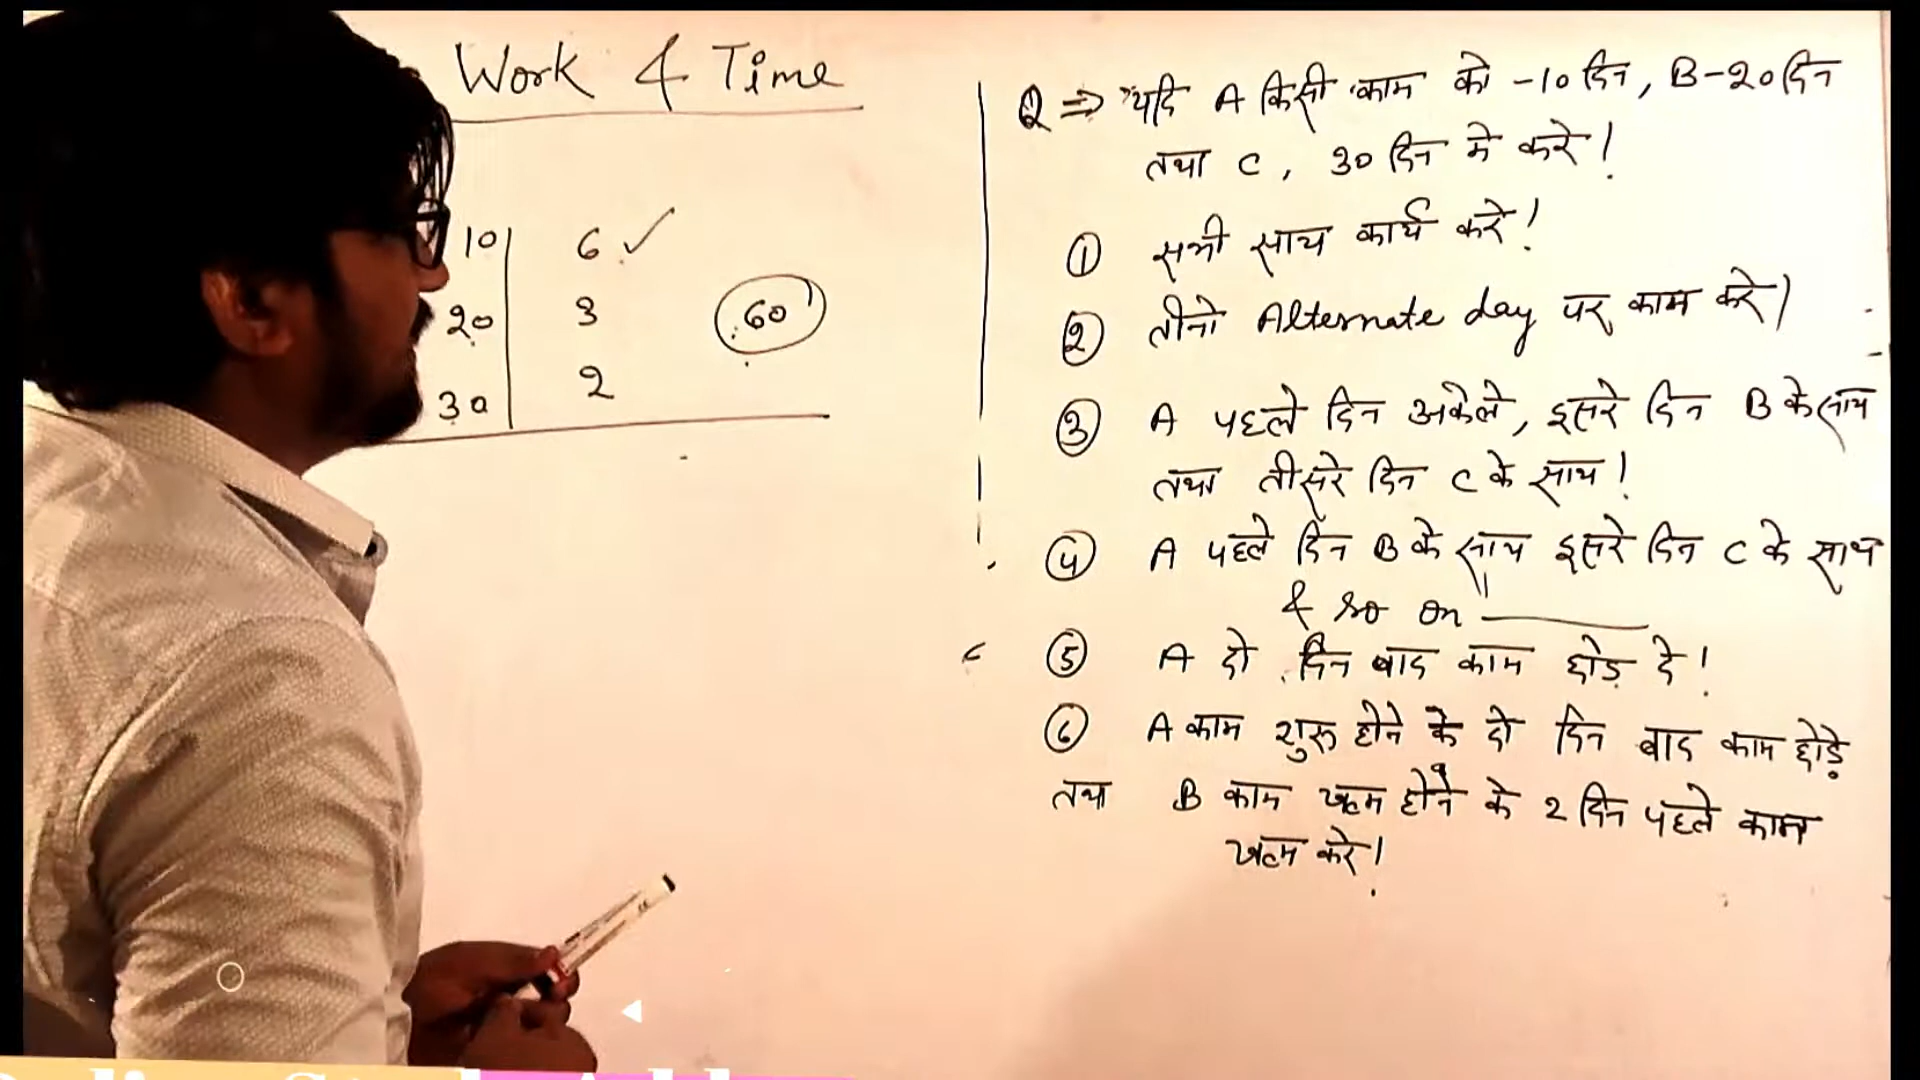 Work & Time
10 6 ✓
20 3 60
30 2
Q ⇒ यदि A किसी काम को -10 दिन, B-20 दिन
तथा C, 30 दिन मे करे!
① सभी साथ कार्य करे!
② तीनो Alternate day पर काम करे!
③ A पहले दिन अकेले, दूसरे दिन B के साथ
तथा तीसरे दिन C के साथ!
④ A पहले दिन B के साथ दूसरे दिन C के साथ
& so on
⑤ A दो दिन बाद काम छोड़ दे!
⑥ A काम शुरू होने के दो दिन बाद काम छोड़े
तथा B काम खत्म होने के 2 दिन पहले काम
खत्म करे!